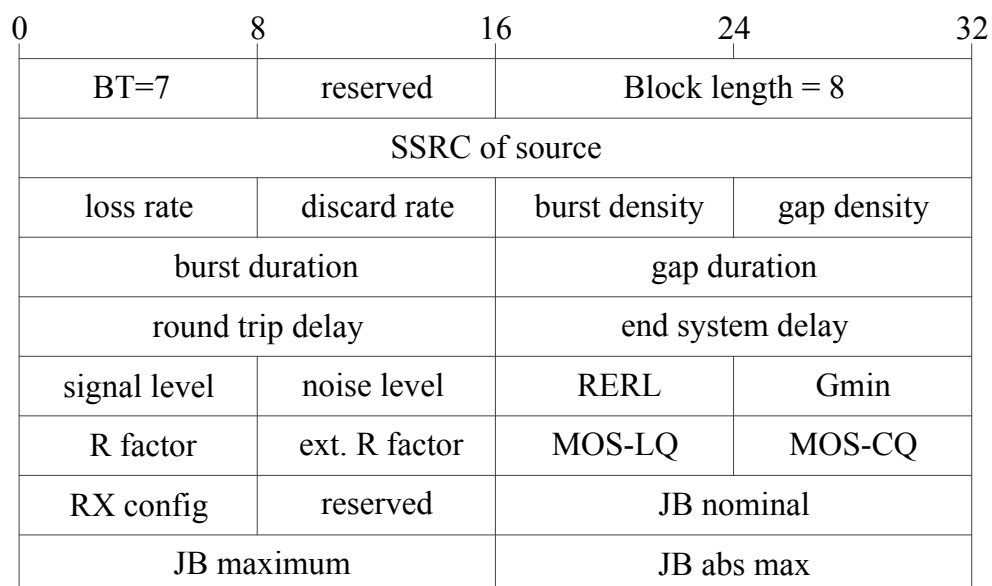 0 8 16 24 32
BT=7 reserved Block length = 8
SSRC of source
loss rate discard rate burst density gap density
burst duration gap duration
round trip delay end system delay
signal level noise level RERL Gmin
R factor ext. R factor MOS-LQ MOS-CQ
RX config reserved JB nominal
JB maximum JB abs max